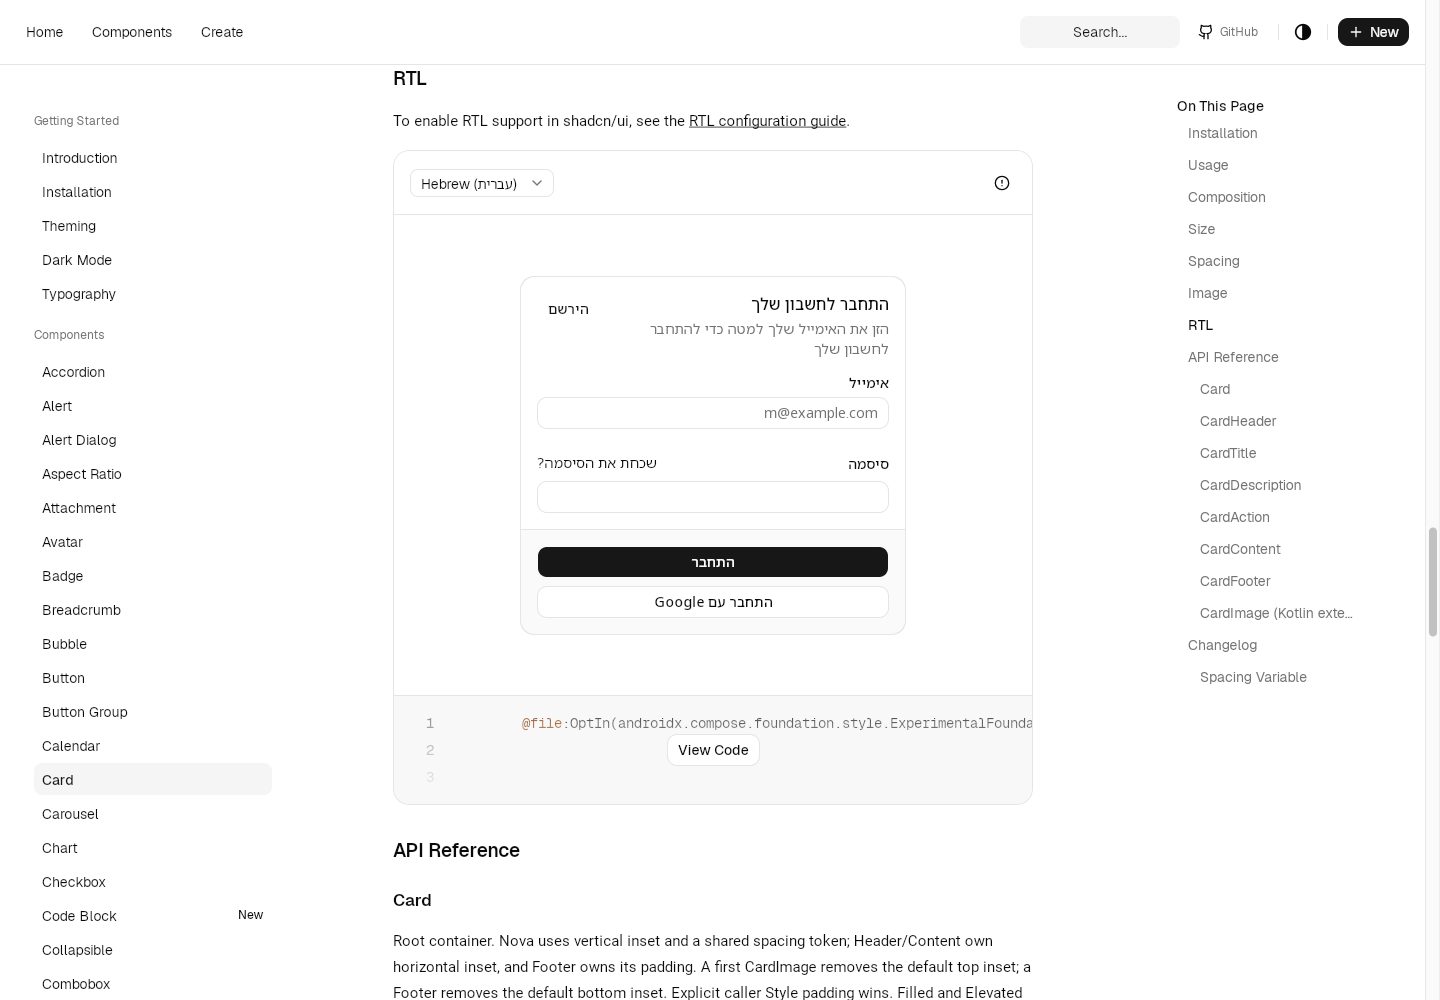 Home
Components
Create
Search...
GitHub
New
Getting Started
Introduction
Installation
Theming
Dark Mode
Typography
Components
Accordion
Alert
Alert Dialog
Aspect Ratio
Attachment
Avatar
Badge
Breadcrumb
Bubble
Button
Button Group
Calendar
Card
Carousel
Chart
Checkbox
Code Block New
Collapsible
Combobox
RTL
To enable RTL support in shadcn/ui, see the RTL configuration guide.
Hebrew (עברית)
התחבר לחשבון שלך
הירשם
הזן את האימייל שלך למטה כדי להתחבר
לחשבון שלך
אימייל
m@example.com
סיסמה
שכחת את הסיסמה?
התחבר
התחבר עם Google
1 @file:OptIn(androidx.compose.foundation.style.ExperimentalFounda
2
View Code
3
API Reference
Card
Root container. Nova uses vertical inset and a shared spacing token; Header/Content own
horizontal inset, and Footer owns its padding. A first CardImage removes the default top inset; a
Footer removes the default bottom inset. Explicit caller Style padding wins. Filled and Elevated
On This Page
Installation
Usage
Composition
Size
Spacing
Image
RTL
API Reference
Card
CardHeader
CardTitle
CardDescription
CardAction
CardContent
CardFooter
CardImage (Kotlin exte...
Changelog
Spacing Variable